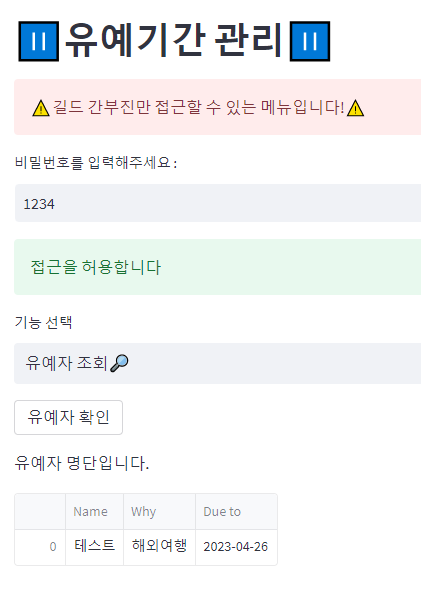 ⏸유예기간 관리⏸
⚠길드 간부진만 접근할 수 있는 메뉴입니다!⚠
비밀번호를 입력해주세요 :
1234
접근을 허용합니다
기능 선택
유예자 조회🔎
유예자 확인
유예자 명단입니다.
Name Why Due to
0 테스트 해외여행 2023-04-26